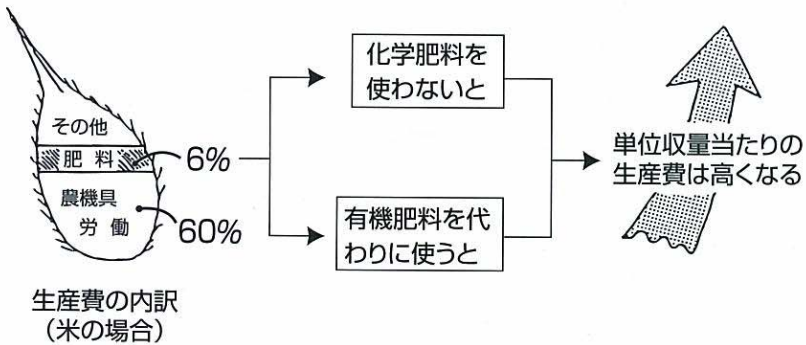 その他
肥料
6%
農機具
労働
60%
生産費の内訳
（米の場合）
化学肥料を
使わないと
有機肥料を代
わりに使うと
単位収量当たりの
生産費は高くなる